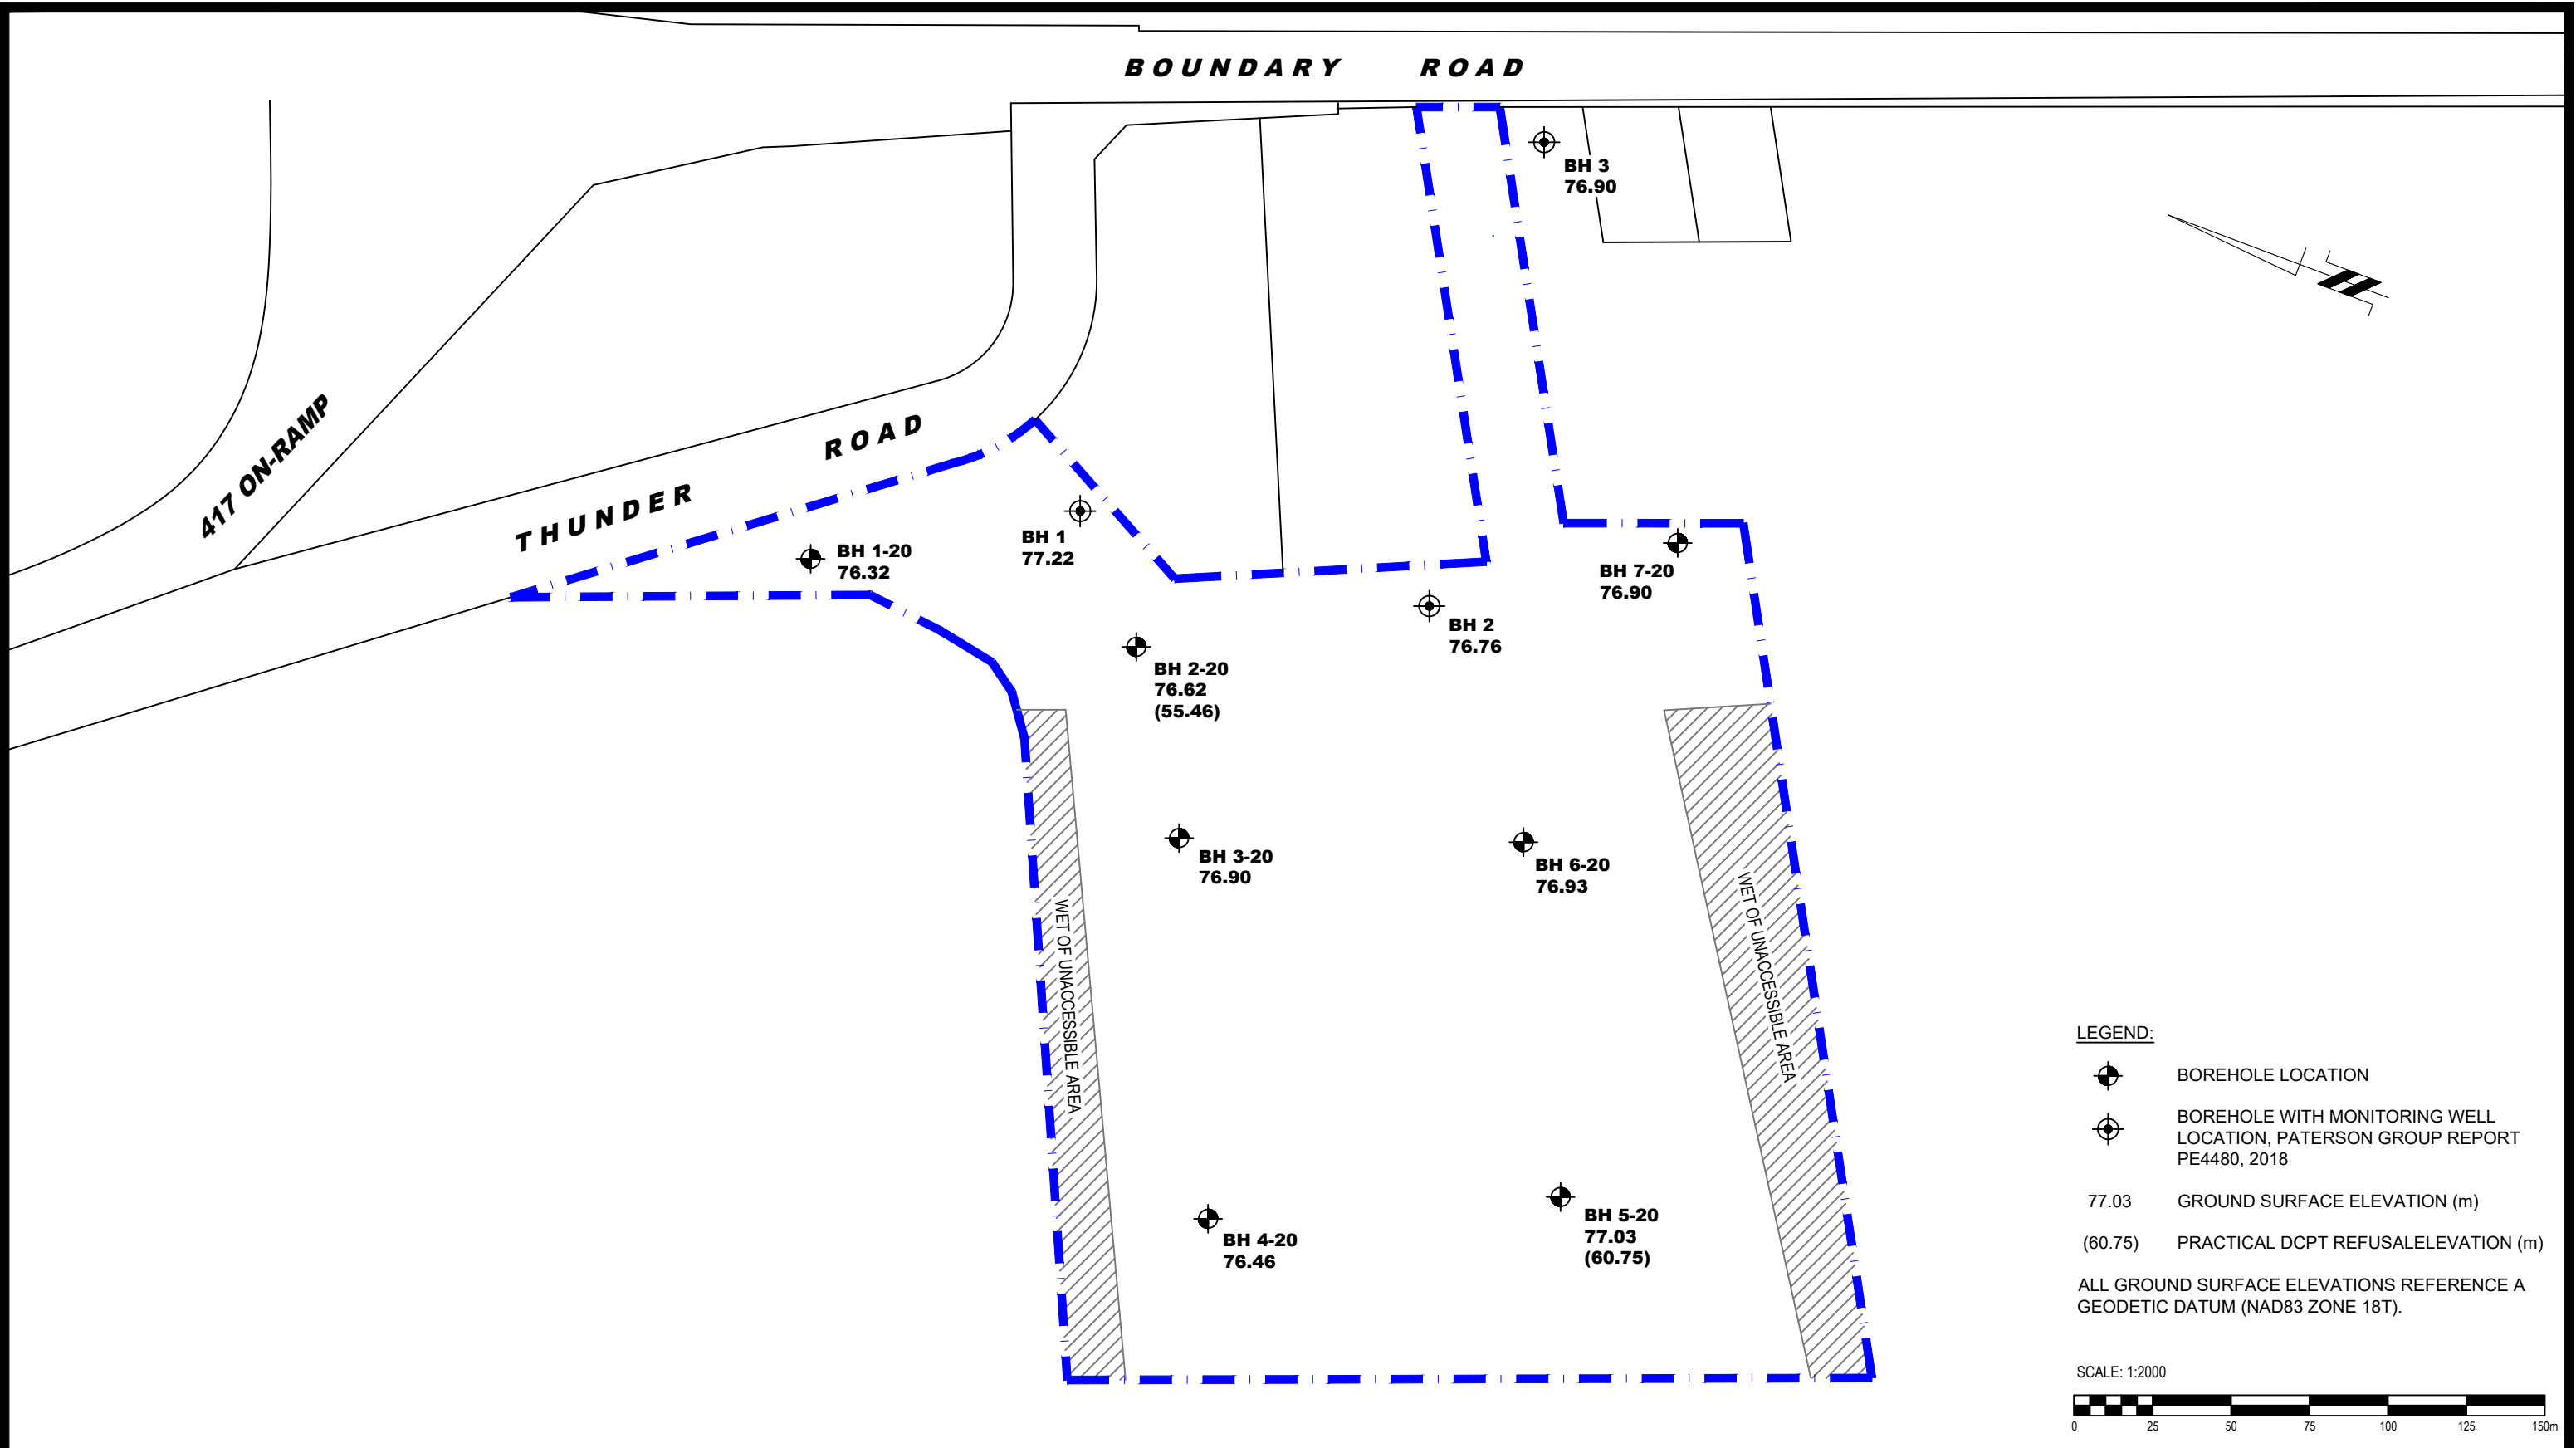 BOUNDARY ROAD
BH 3
76.90
417 ON-RAMP
THUNDER ROAD
BH 1
77.22
BH 1-20
76.32
BH 7-20
76.90
BH 2
76.76
BH 2-20
76.62
(55.46)
BH 3-20
76.90
BH 6-20
76.93
WET OF UNACCESSIBLE AREA
WET OF UNACCESSIBLE AREA
BH 4-20
76.46
BH 5-20
77.03
(60.75)
LEGEND:
BOREHOLE LOCATION
BOREHOLE WITH MONITORING WELL
LOCATION, PATERSON GROUP REPORT
PE4480, 2018
77.03 GROUND SURFACE ELEVATION (m)
(60.75) PRACTICAL DCPT REFUSALELEVATION (m)
ALL GROUND SURFACE ELEVATIONS REFERENCE A
GEODETIC DATUM (NAD83 ZONE 18T).
SCALE: 1:2000
0 25 50 75 100 125 150m